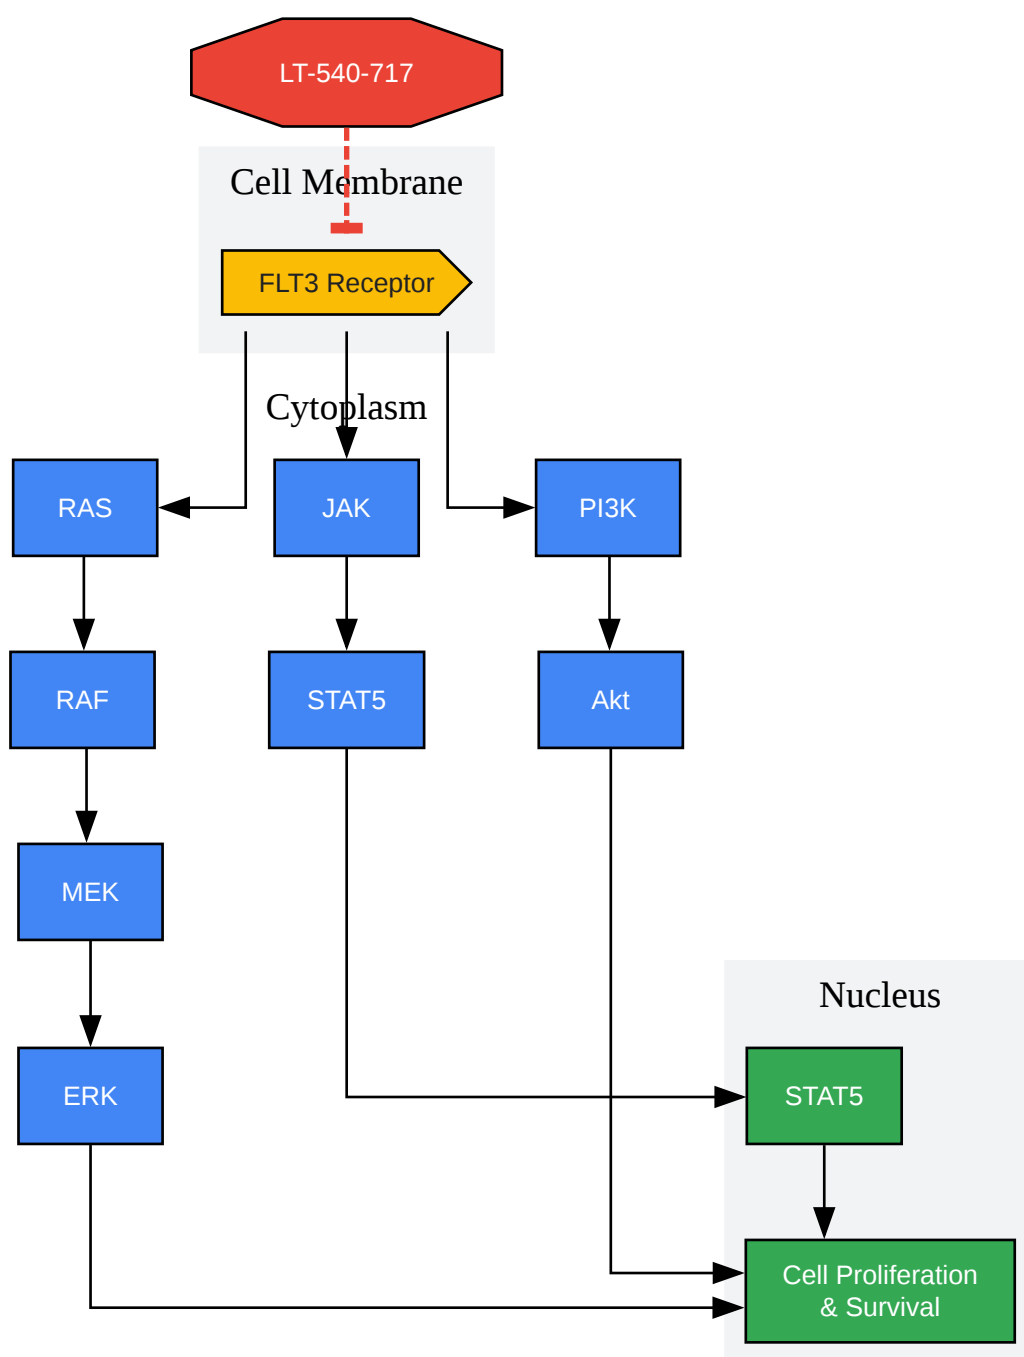 LT-540-717
Cell Membrane
FLT3 Receptor
Cytoplasm
RAS
JAK
PI3K
RAF
STAT5
Akt
MEK
Nucleus
ERK
STAT5
Cell Proliferation
& Survival